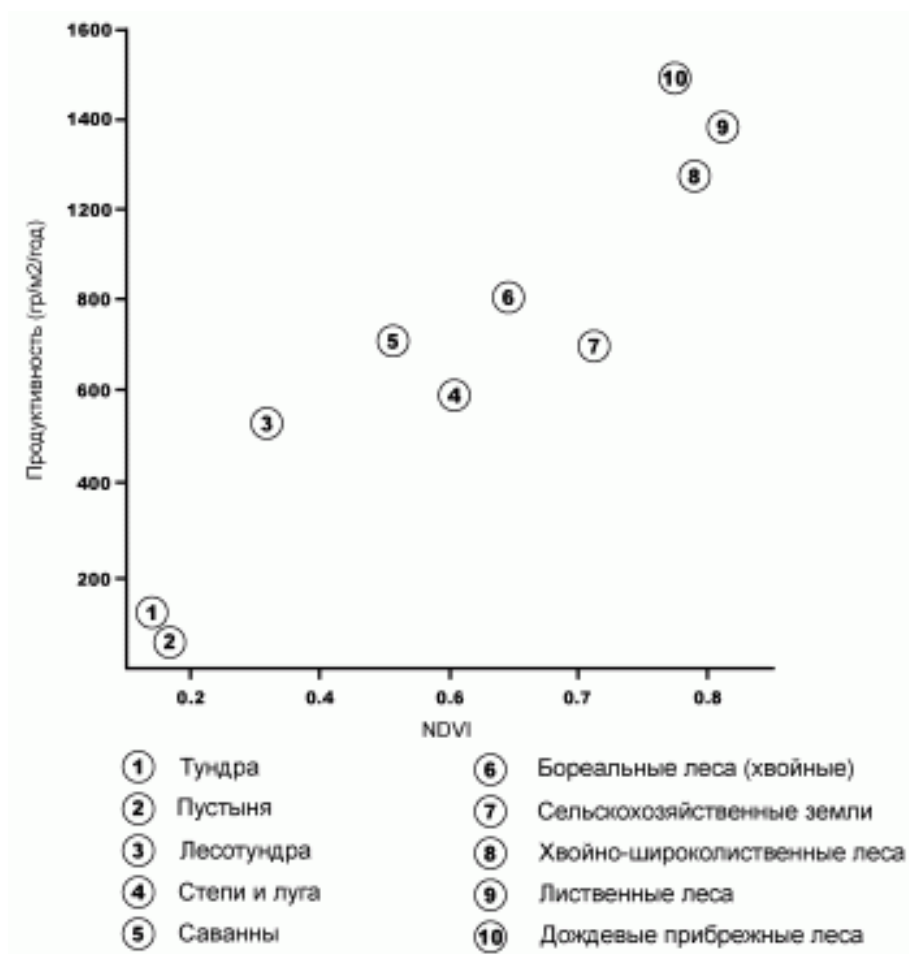 1600
1400
1200
800
600
400
200
Продуктивность (гр/м2/год)
10
9
8
6
7
5
4
3
1
2
0.2 0.4 0.6 0.7 0.8
NDVI
1 Тундра
2 Пустыня
3 Лесотундра
4 Степи и луга
5 Саванны
6 Бореальные леса (хвойные)
7 Сельскохозяйственные земли
8 Хвойно-широколиственные леса
9 Лиственные леса
10 Дождевые прибрежные леса